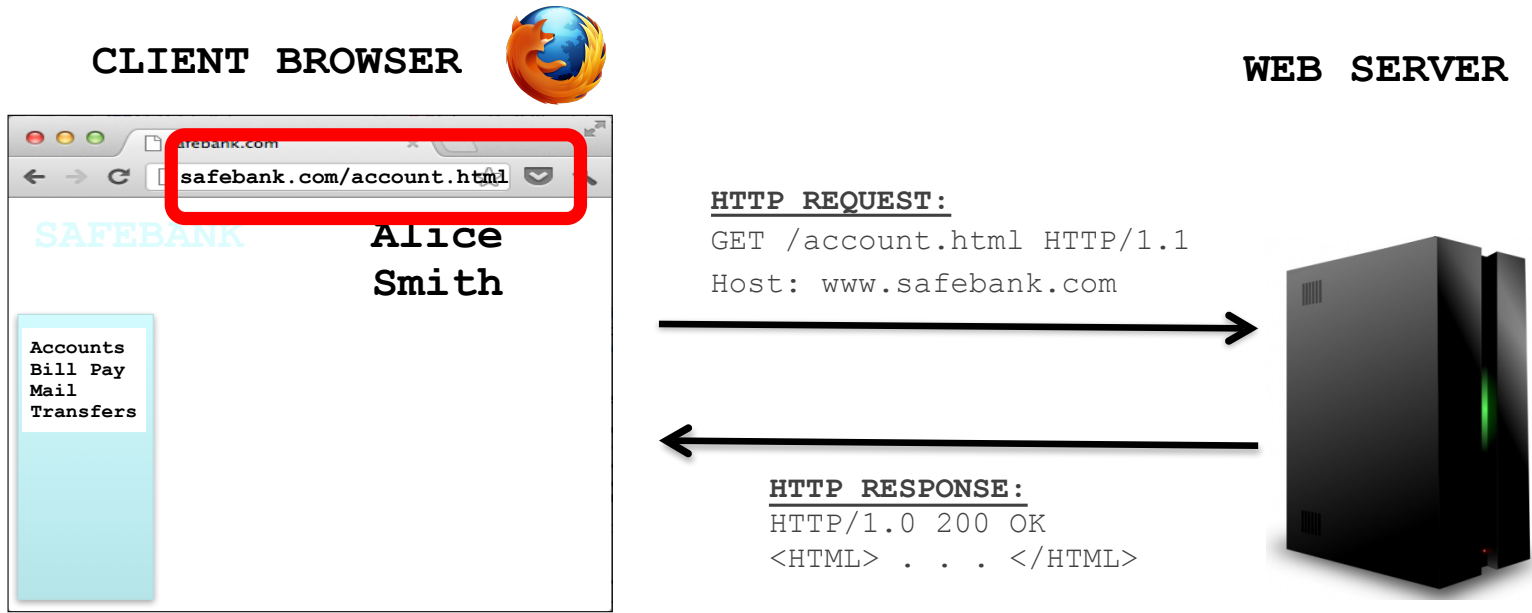 CLIENT BROWSER
WEB SERVER
safebank.com
safebank.com/account.html
SAFEBANK
Alice
Smith
Accounts
Bill Pay
Mail
Transfers
HTTP REQUEST:
GET /account.html HTTP/1.1
Host: www.safebank.com
HTTP RESPONSE:
HTTP/1.0 200 OK
<HTML> . . . </HTML>